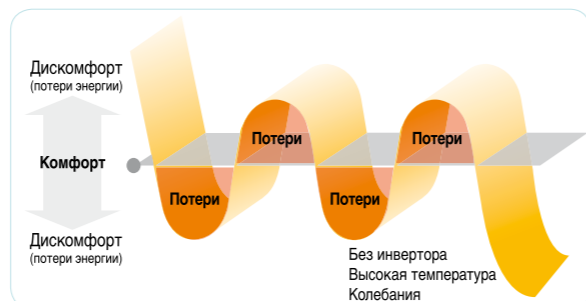 Дискомфорт
(потери энергии)
Комфорт
Дискомфорт
(потери энергии)
Потери
Потери
Потери
Потери
Без инвертора
Высокая температура
Колебания